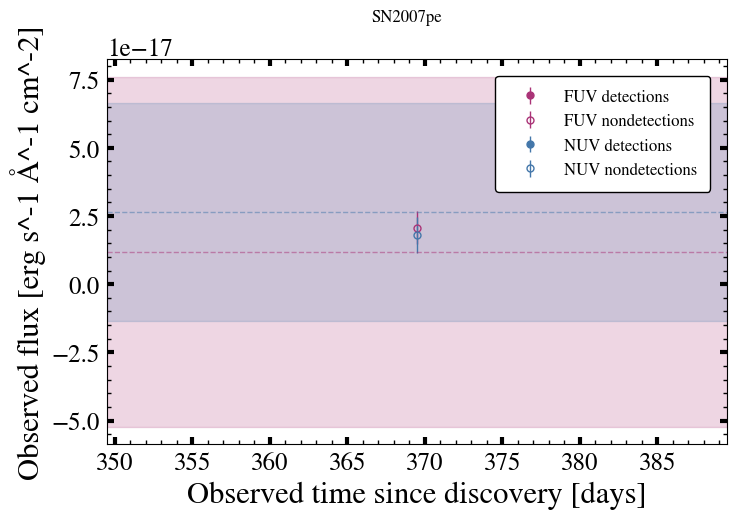 SN2007pe
1e−17
7.5
5.0
2.5
0.0
−2.5
−5.0
Observed flux [erg s^-1 Å^-1 cm^-2]
FUV detections
FUV nondetections
NUV detections
NUV nondetections
350 355 360 365 370 375 380 385
Observed time since discovery [days]